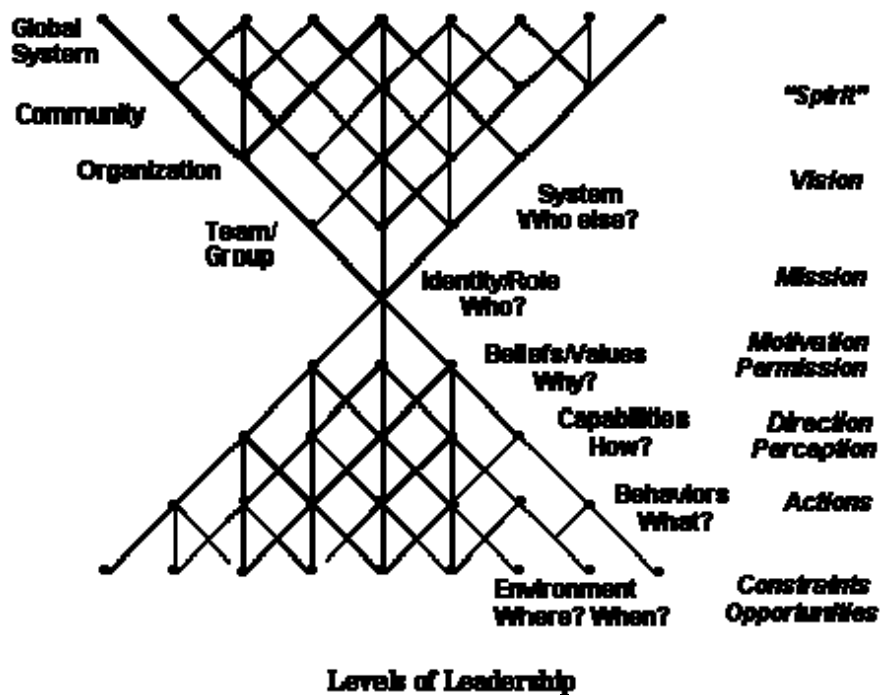 Global
System
"Spirit"
Community
Organization
Vision
System
Who else?
Team/
Group
Identity/Role
Who?
Mission
Beliefs/Values
Why?
Motivation
Permission
Capabilities
How?
Direction
Perception
Behaviors
What?
Actions
Environment
Where? When?
Constraints
Opportunities
Levels of Leadership